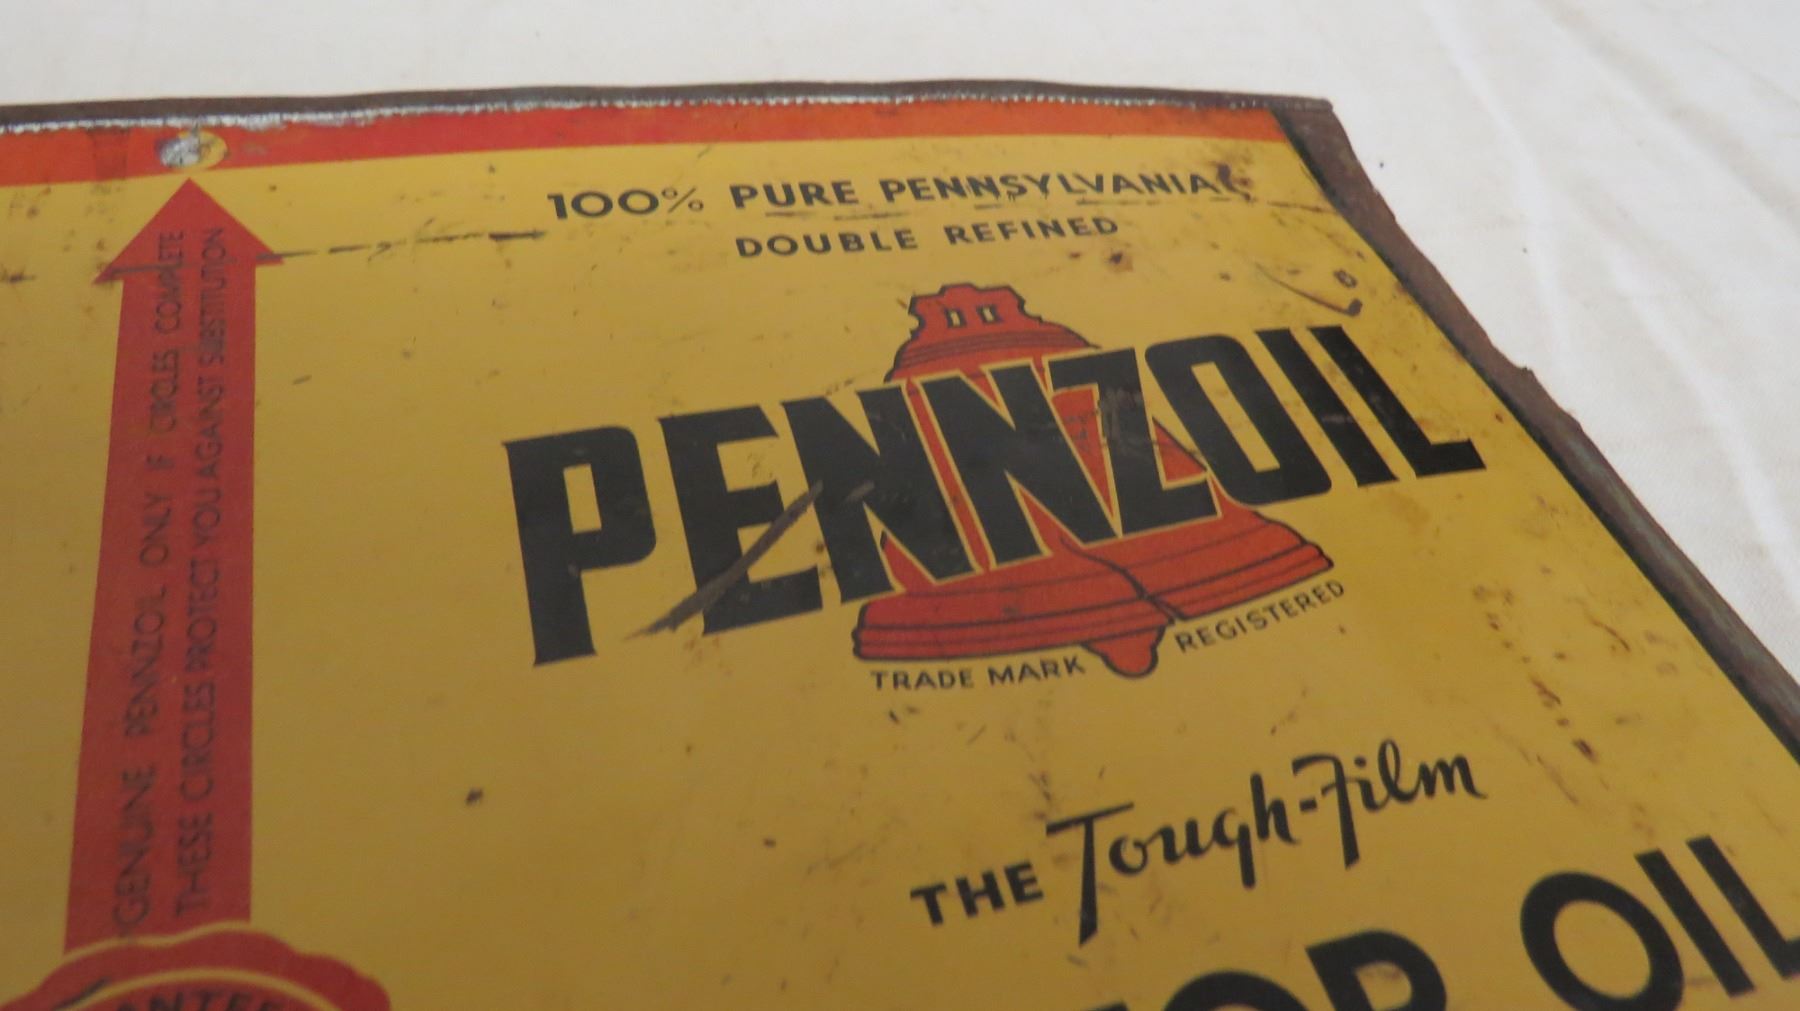 100% PURE PENNSYLVANIA
DOUBLE REFINED
PENNZOIL
TRADE MARK REGISTERED
THE Tough-Film
OIL
GENUINE PENNZOIL ONLY IF CIRCLES COMPLETE
THESE CIRCLES PROTECT YOU AGAINST SUBSTITUTION